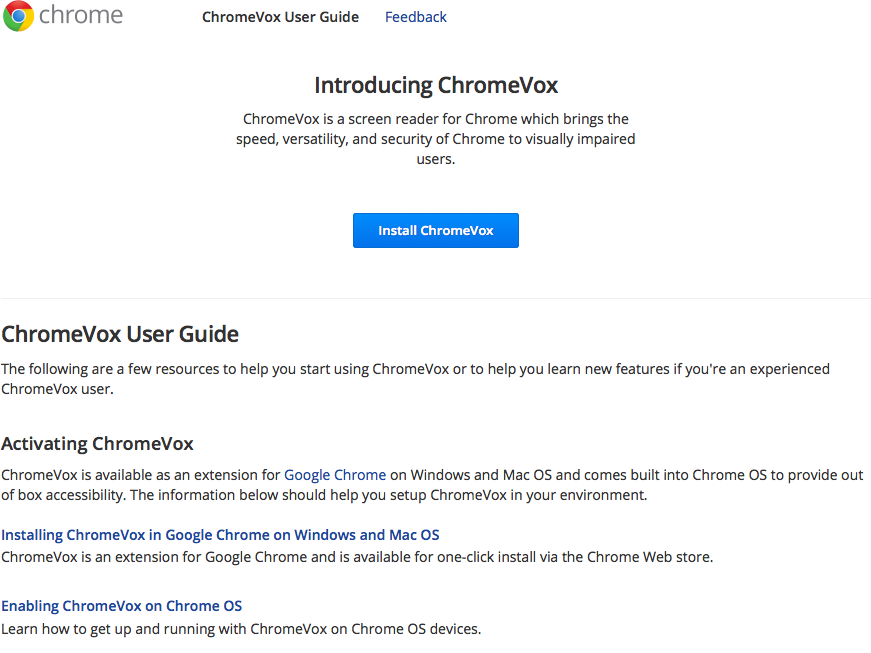 chrome
ChromeVox User Guide Feedback
Introducing ChromeVox
ChromeVox is a screen reader for Chrome which brings the
speed, versatility, and security of Chrome to visually impaired
users.
Install ChromeVox
ChromeVox User Guide
The following are a few resources to help you start using ChromeVox or to help you learn new features if you're an experienced
ChromeVox user.
Activating ChromeVox
ChromeVox is available as an extension for Google Chrome on Windows and Mac OS and comes built into Chrome OS to provide out
of box accessibility. The information below should help you setup ChromeVox in your environment.
Installing ChromeVox in Google Chrome on Windows and Mac OS
ChromeVox is an extension for Google Chrome and is available for one-click install via the Chrome Web store.
Enabling ChromeVox on Chrome OS
Learn how to get up and running with ChromeVox on Chrome OS devices.